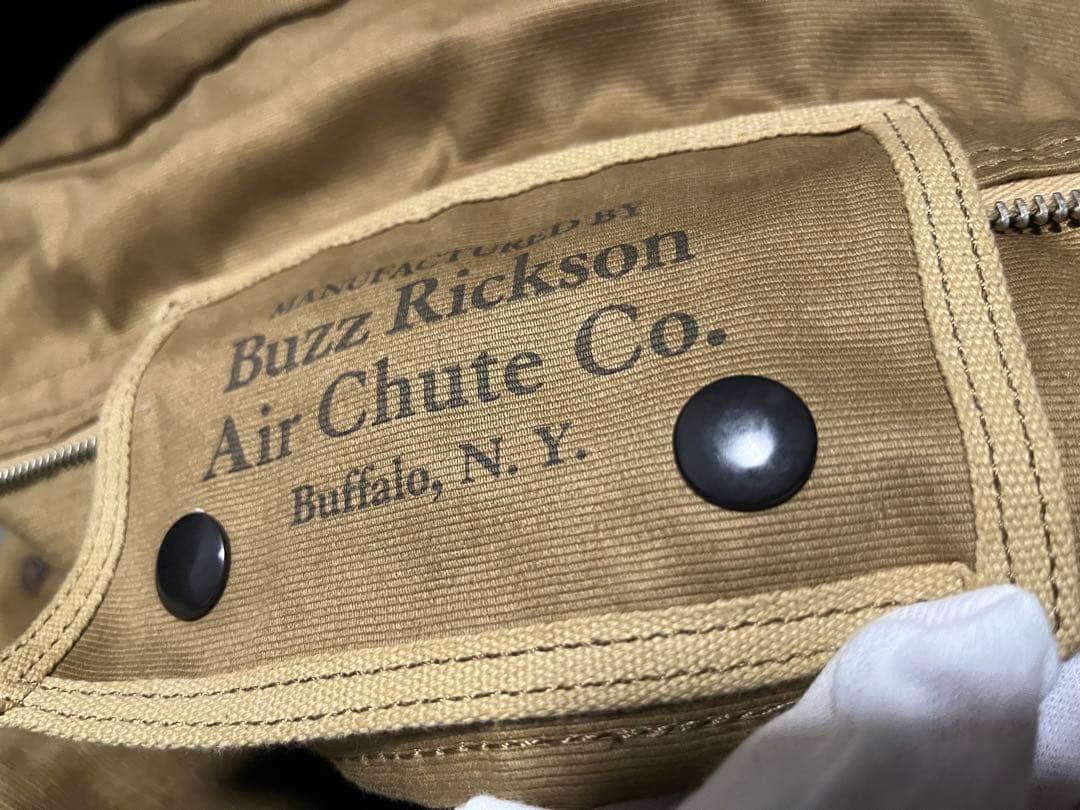 MANUFACTURED BY
Buzz Rickson
Air Chute Co.
Buffalo, N. Y.